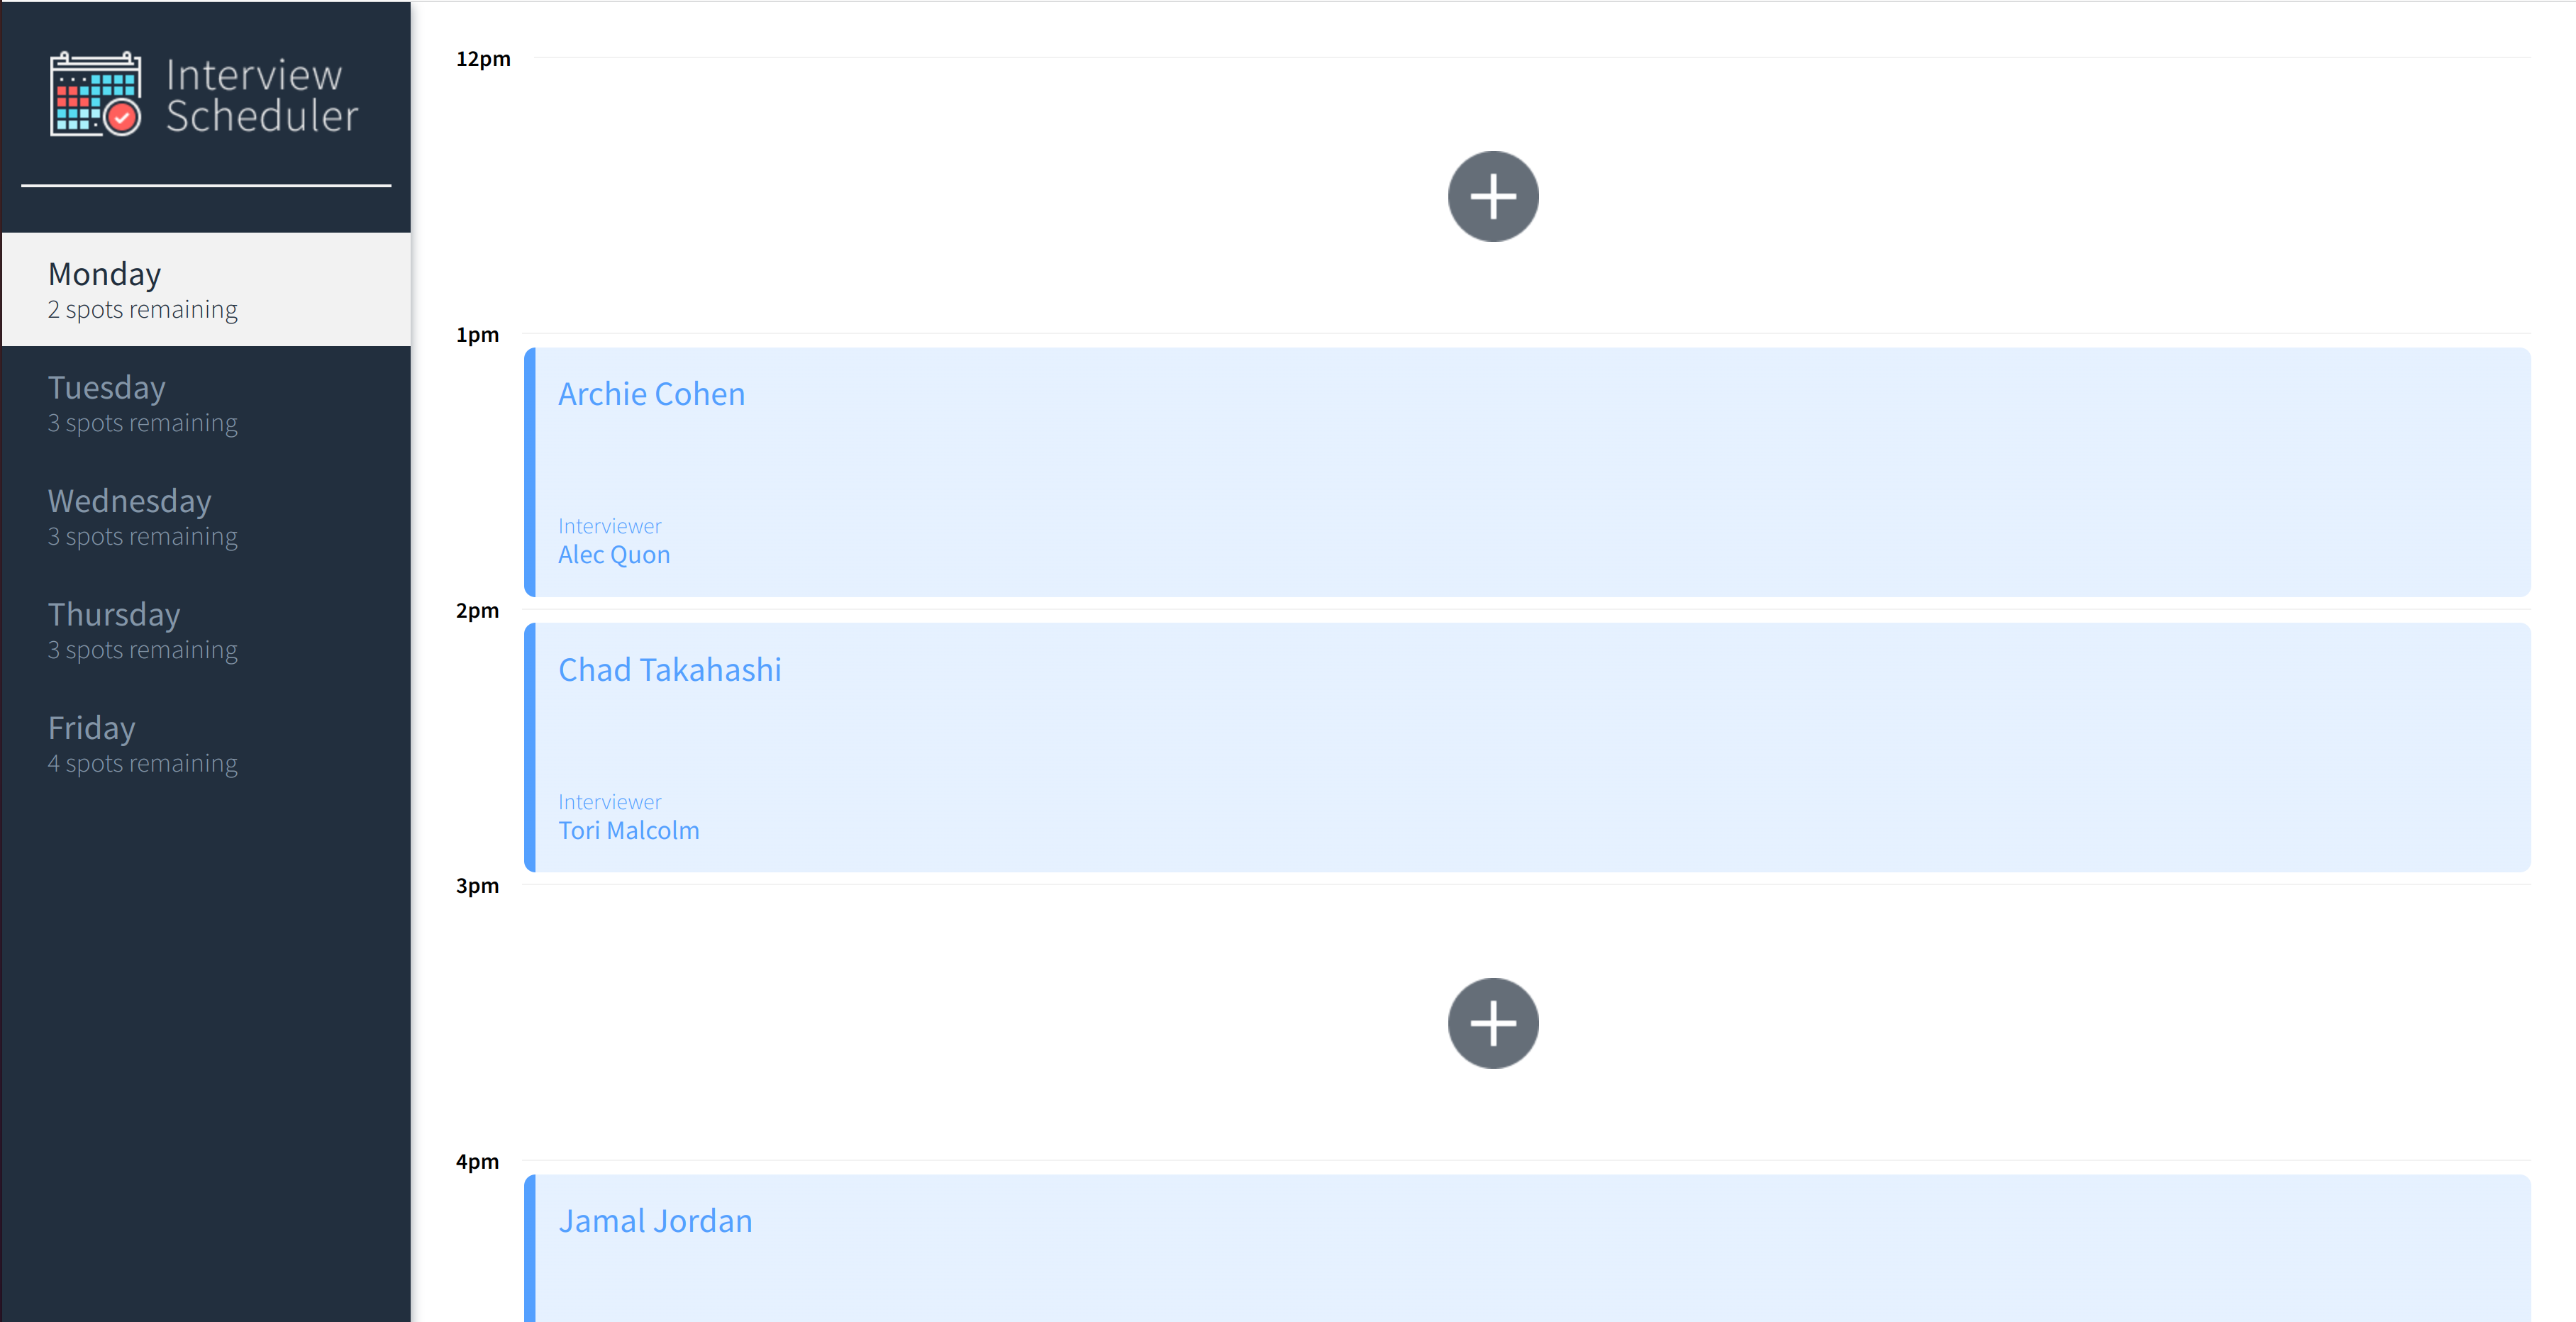 Interview
Scheduler
Monday
2 spots remaining
Tuesday
3 spots remaining
Wednesday
3 spots remaining
Thursday
3 spots remaining
Friday
4 spots remaining
12pm
1pm
Archie Cohen
Interviewer
Alec Quon
2pm
Chad Takahashi
Interviewer
Tori Malcolm
3pm
4pm
Jamal Jordan